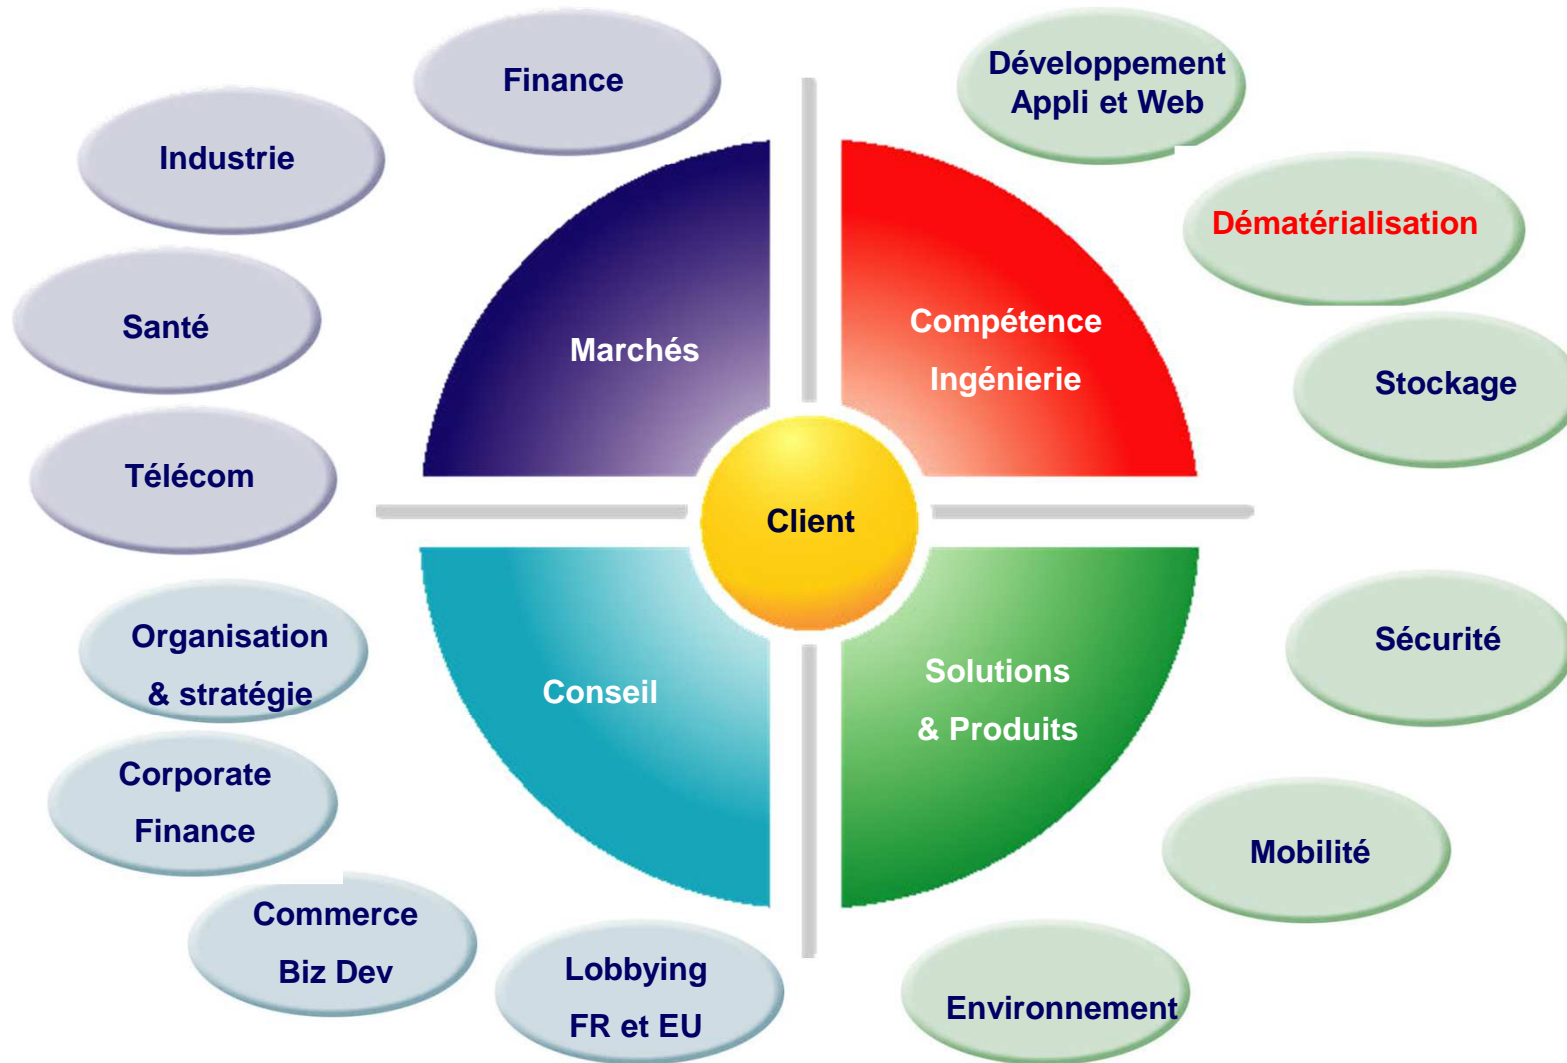 Finance
Industrie
Santé
Télécom
Développement
Appli et Web
Dématérialisation
Stockage
Marchés
Compétence
Ingénierie
Client
Conseil
Solutions
& Produits
Organisation
& stratégie
Corporate
Finance
Commerce
Biz Dev
Lobbying
FR et EU
Sécurité
Mobilité
Environnement